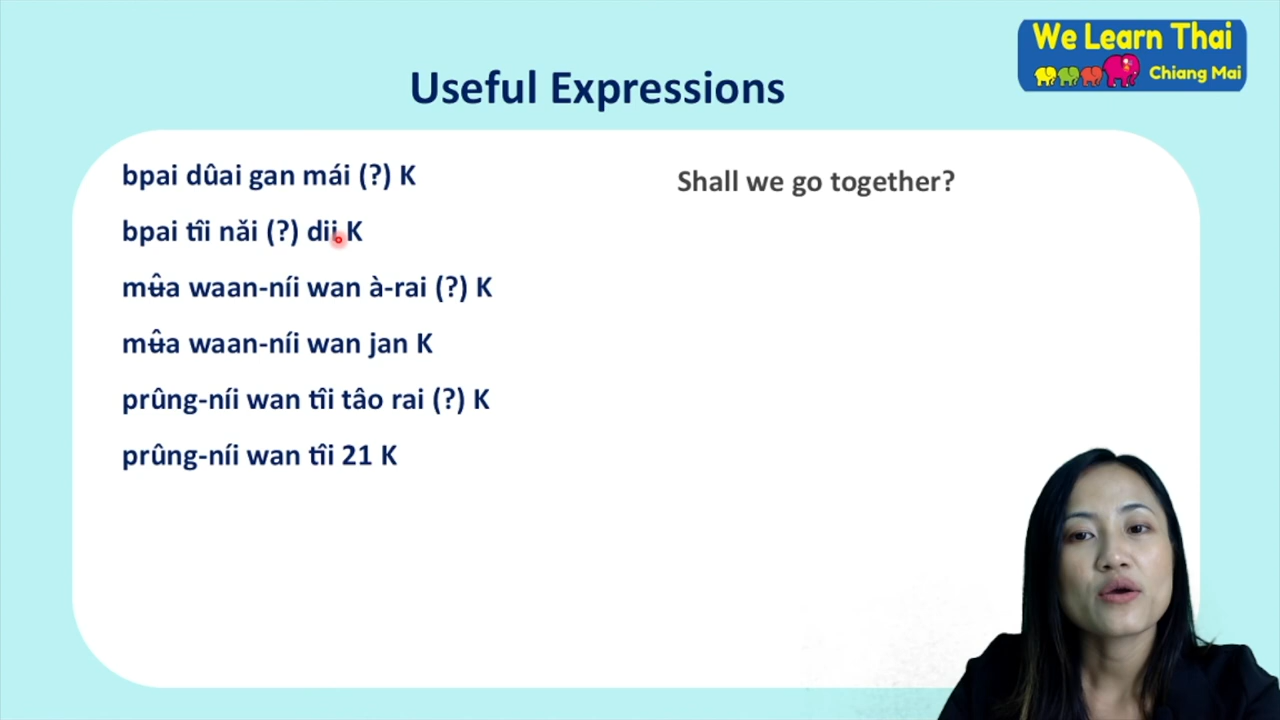 We Learn Thai
Chiang Mai
Useful Expressions
bpai dûai gan mái (?) K
Shall we go together?
bpai tîi nǎi (?) dii K
mʉ̂a waan-níi wan à-rai (?) K
mʉ̂a waan-níi wan jan K
prûng-níi wan tîi tâo rai (?) K
prûng-níi wan tîi 21 K